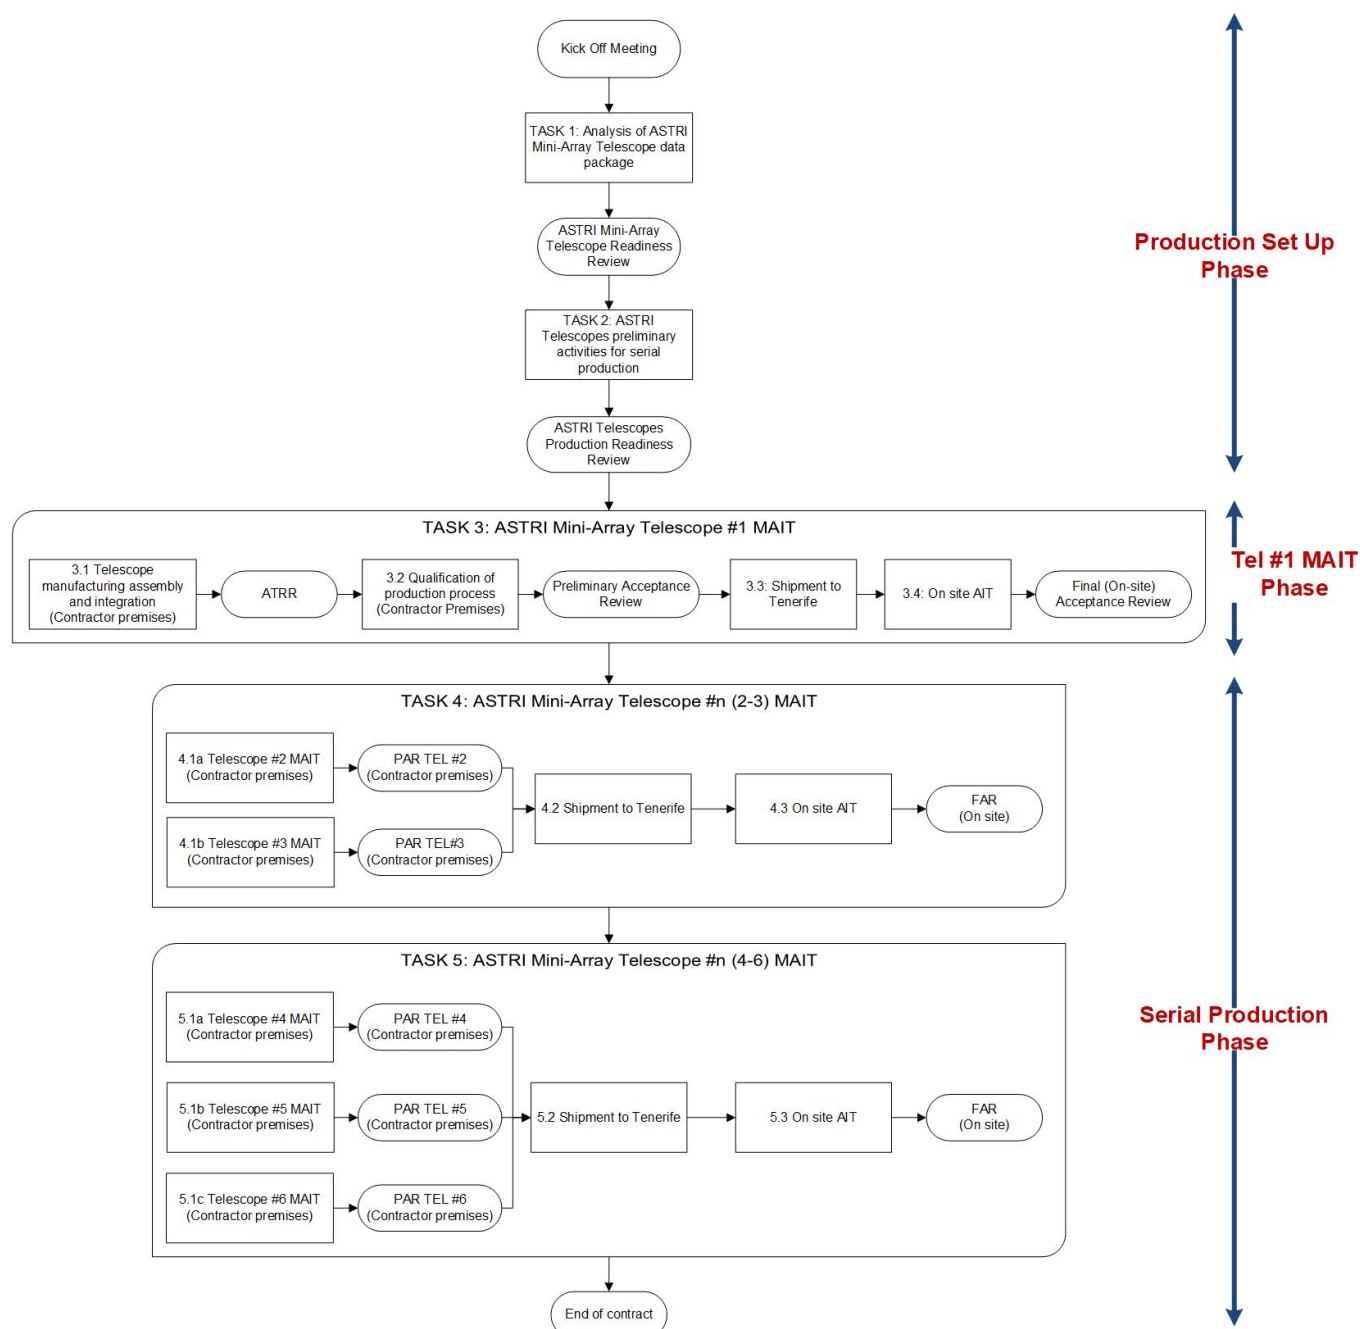 Kick Off Meeting
TASK 1: Analysis of ASTRI
Mini-Array Telescope data
package
ASTRI Mini-Array
Telescope Readiness
Review
Production Set Up
Phase
TASK 2: ASTRI
Telescopes preliminary
activities for serial
production
ASTRI Telescopes
Production Readiness
Review
TASK 3: ASTRI Mini-Array Telescope #1 MAIT
3.1 Telescope
manufacturing assembly
and integration
(Contractor premises)
ATRR
3.2 Qualification of
production process
(Contractor Premises)
Preliminary Acceptance
Review
3.3: Shipment to
Tenerife
3.4: On site AIT
Final (On-site)
Acceptance Review
Tel #1 MAIT
Phase
TASK 4: ASTRI Mini-Array Telescope #n (2-3) MAIT
4.1a Telescope #2 MAIT
(Contractor premises)
PAR TEL #2
(Contractor premises)
4.1b Telescope #3 MAIT
(Contractor premises)
PAR TEL#3
(Contractor premises)
4.2 Shipment to Tenerife
4.3 On site AIT
FAR
(On site)
TASK 5: ASTRI Mini-Array Telescope #n (4-6) MAIT
5.1a Telescope #4 MAIT
(Contractor premises)
PAR TEL #4
(Contractor premises)
5.1b Telescope #5 MAIT
(Contractor premises)
PAR TEL #5
(Contractor premises)
5.1c Telescope #6 MAIT
(Contractor premises)
PAR TEL #6
(Contractor premises)
5.2 Shipment to Tenerife
5.3 On site AIT
FAR
(On site)
Serial Production
Phase
End of contract